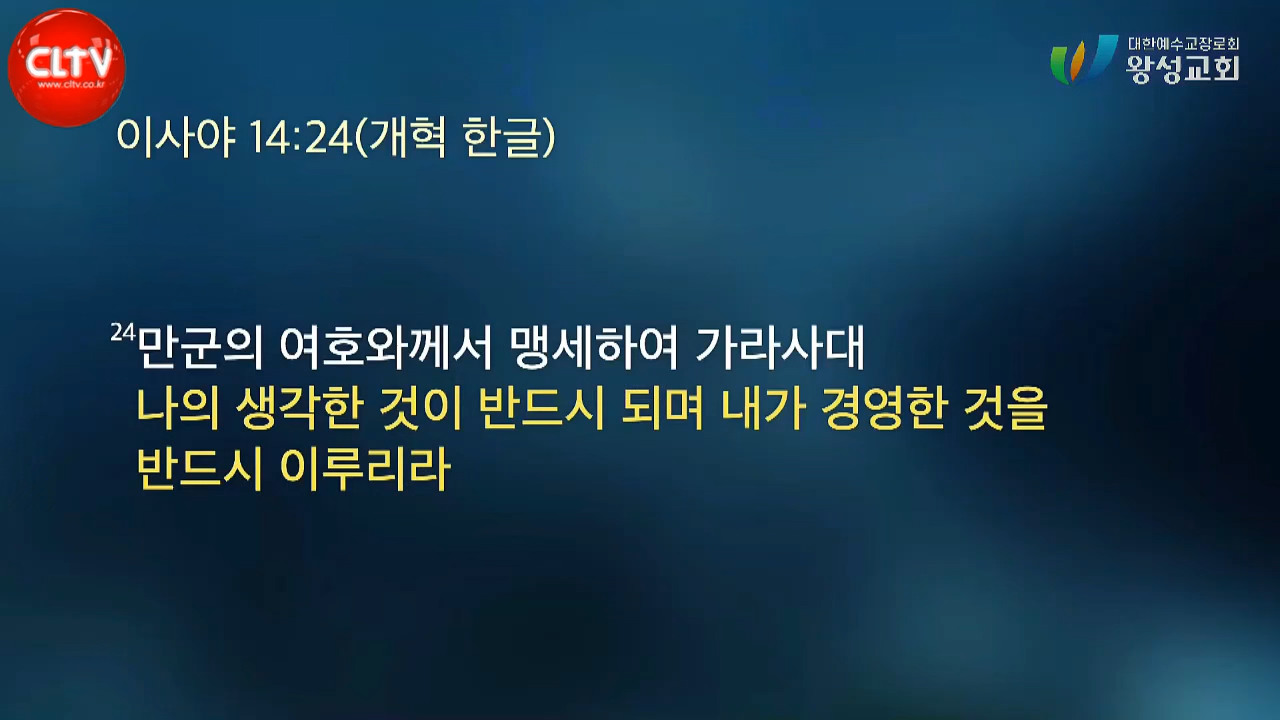 CLTV
www.cltv.co.kr
대한예수교장로회
왕성교회
이사야 14:24(개혁 한글)
24만군의 여호와께서 맹세하여 가라사대
나의 생각한 것이 반드시 되며 내가 경영한 것을
반드시 이루리라